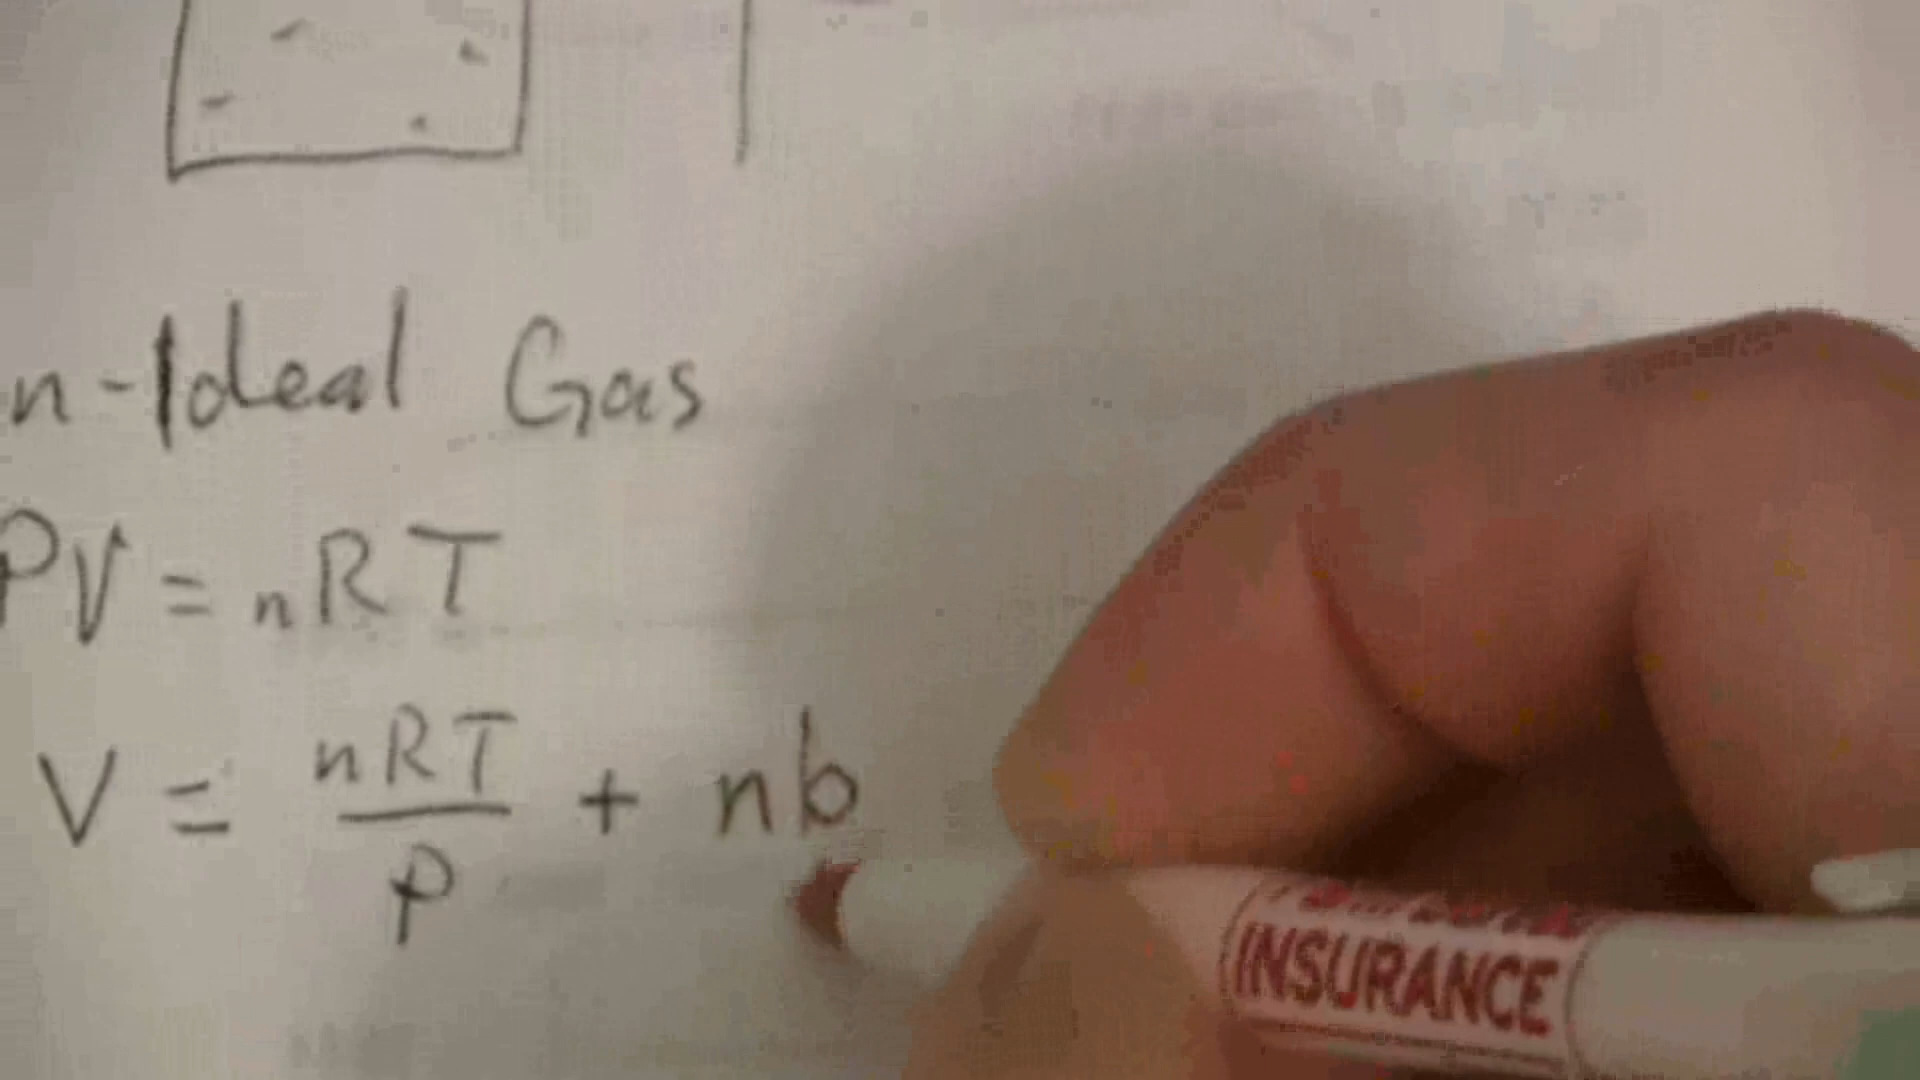 n-Ideal Gas
PV = nRT
V = nRT/P + nb
INSURANCE